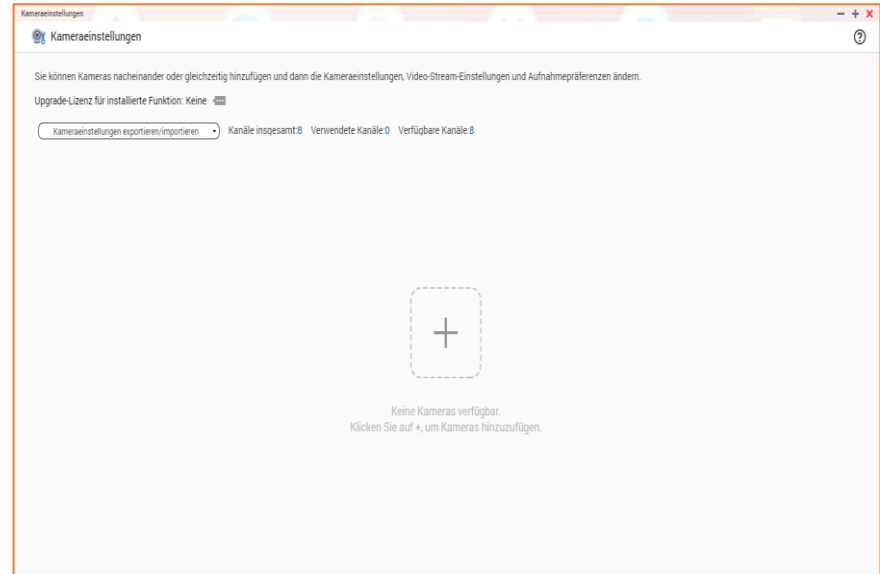 Kameraeinstellungen
Kameraeinstellungen
Sie können Kameras nacheinander oder gleichzeitig hinzufügen und dann die Kameraeinstellungen, Video-Stream-Einstellungen und Aufnahmepräferenzen ändern.
Upgrade-Lizenz für installierte Funktion: Keine
Kameraeinstellungen exportieren/importieren Kanäle insgesamt:8 Verwendete Kanäle:0 Verfügbare Kanäle:8
Keine Kameras verfügbar.
Klicken Sie auf +, um Kameras hinzuzufügen.